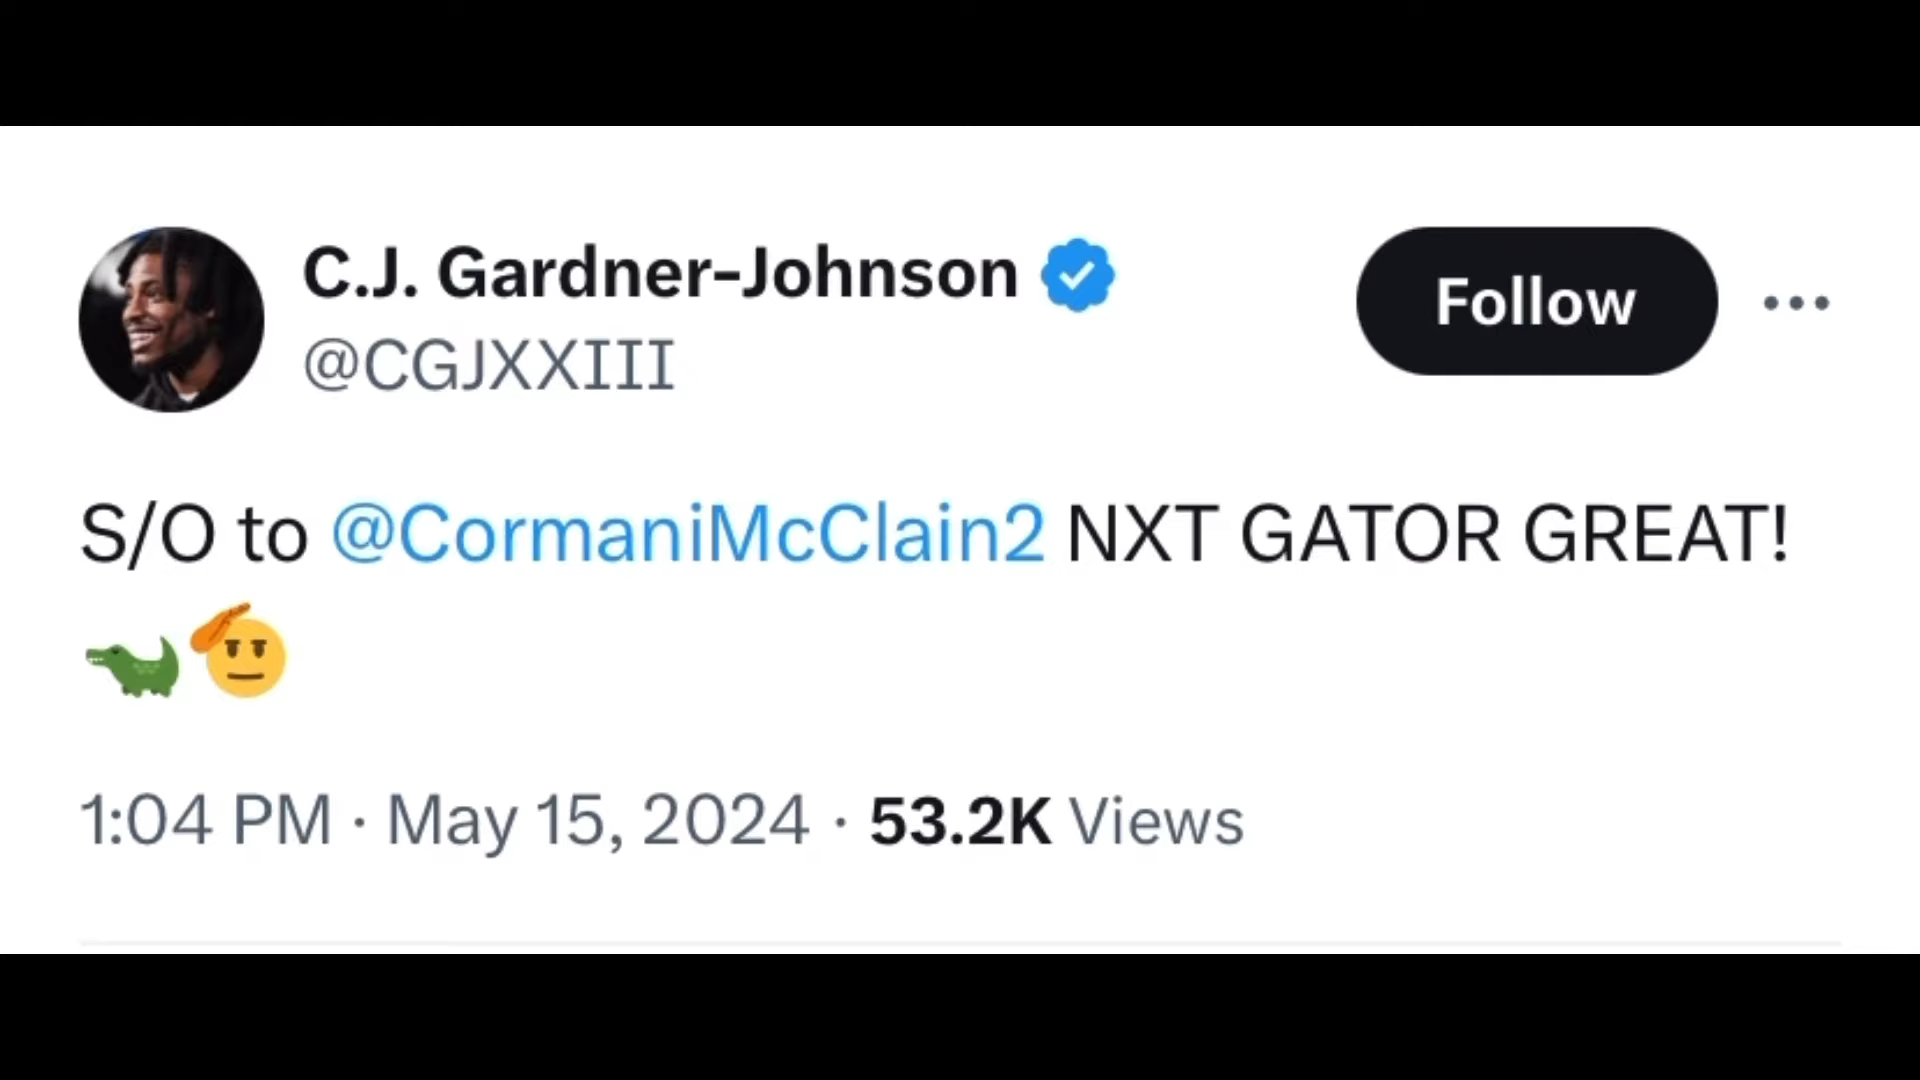 C.J. Gardner-Johnson
@CGJXXIII
Follow
S/O to @CormaniMcClain2 NXT GATOR GREAT!
🐊🫡
1:04 PM · May 15, 2024 · 53.2K Views